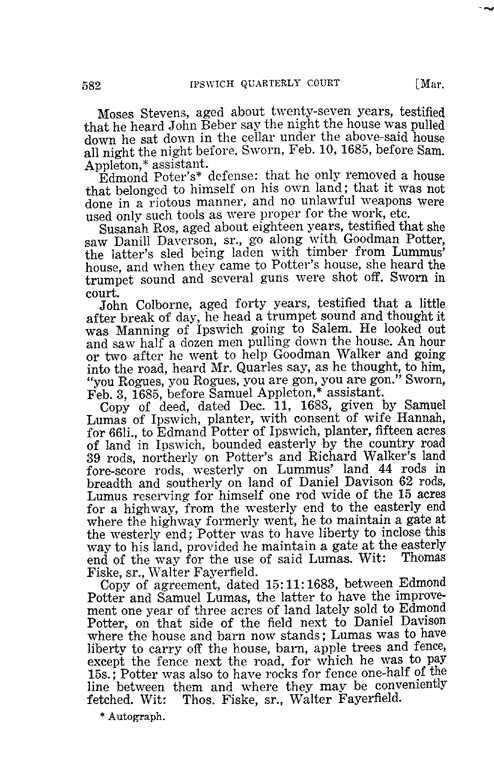 582 IPSWICH QUARTERLY COURT [Mar.
Moses Stevens, aged about twenty-seven years, testified
that he heard John Beber say the night the house was pulled
down he sat down in the cellar under the above-said house
all night the night before. Sworn, Feb. 10, 1685, before Sam.
Appleton,* assistant.
Edmond Poter's* defense: that he only removed a house
that belonged to himself on his own land; that it was not
done in a riotous manner, and no unlawful weapons were
used only such tools as were proper for the work, etc.
Susanah Ros, aged about eighteen years, testified that she
saw Danill Daverson, sr., go along with Goodman Potter,
the latter's sled being laden with timber from Lummus'
house, and when they came to Potter's house, she heard the
trumpet sound and several guns were shot off. Sworn in
court.
John Colborne, aged forty years, testified that a little
after break of day, he head a trumpet sound and thought it
was Manning of Ipswich going to Salem. He looked out
and saw half a dozen men pulling down the house. An hour
or two after he went to help Goodman Walker and going
into the road, heard Mr. Quarles say, as he thought, to him,
"you Rogues, you Rogues, you are gon, you are gon." Sworn,
Feb. 3, 1685, before Samuel Appleton,* assistant.
Copy of deed, dated Dec. 11, 1683, given by Samuel
Lumas of Ipswich, planter, with consent of wife Hannah,
for 66li., to Edmand Potter of Ipswich, planter, fifteen acres
of land in Ipswich, bounded easterly by the country road
39 rods, northerly on Potter's and Richard Walker's land
fore-score rods, westerly on Lummus' land 44 rods in
breadth and southerly on land of Daniel Davison 62 rods,
Lumus reserving for himself one rod wide of the 15 acres
for a highway, from the westerly end to the easterly end
where the highway formerly went, he to maintain a gate at
the westerly end; Potter was to have liberty to inclose this
way to his land, provided he maintain a gate at the easterly
end of the way for the use of said Lumas. Wit: Thomas
Fiske, sr., Walter Fayerfield.
Copy of agreement, dated 15:11:1683, between Edmond
Potter and Samuel Lumas, the latter to have the improve-
ment one year of three acres of land lately sold to Edmond
Potter, on that side of the field next to Daniel Davison
where the house and barn now stands; Lumas was to have
liberty to carry off the house, barn, apple trees and fence,
except the fence next the road, for which he was to pay
15s.; Potter was also to have rocks for fence one-half of the
line between them and where they may be conveniently
fetched. Wit: Thos. Fiske, sr., Walter Fayerfield.
* Autograph.